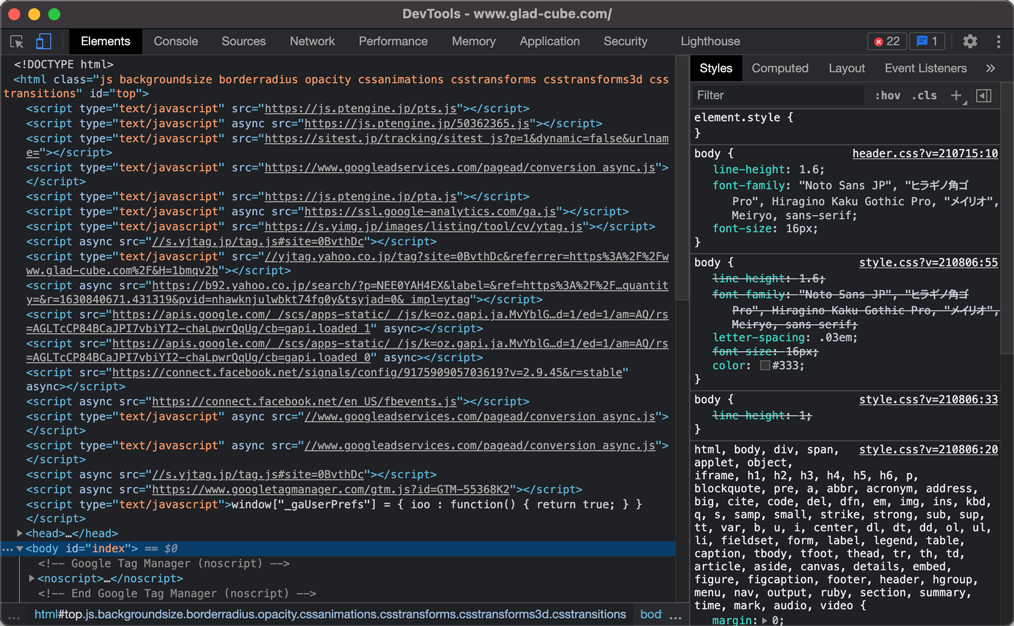 DevTools - www.glad-cube.com/
Elements Console Sources Network Performance Memory Application Security Lighthouse 22 1
<!DOCTYPE html>
<html class="js backgroundsize borderradius opacity cssanimations csstransforms csstransforms3d css
transitions" id="top">
<script type="text/javascript" src="https://js.ptengine.jp/pts.js"></script>
<script type="text/javascript" async src="https://js.ptengine.jp/50362365.js"></script>
<script type="text/javascript" src="https://sitest.jp/tracking/sitest_js?p=1&dynamic=false&urlname
e="></script>
<script type="text/javascript" src="https://www.googleadservices.com/pagead/conversion_async.js">
</script>
<script type="text/javascript" src="https://js.ptengine.jp/pta.js"></script>
<script type="text/javascript" async src="https://ssl.google-analytics.com/ga.js"></script>
<script type="text/javascript" src="https://s.yimg.jp/images/listing/tool/cv/ytag.js"></script>
<script async src="//s.yjtag.jp/tag.js#site=0BvthDc"></script>
<script type="text/javascript" src="//yjtag.yahoo.co.jp/tag?site=0BvthDc&referrer=https%3A%2F%2Fw
ww.glad-cube.com%2F&H=1bmqv2b"></script>
<script async src="https://b92.yahoo.co.jp/search/?p=NEE0YAH4EX&label=&ref=https%3A%2F%2F…quantit
y=&r=1630840671.431319&pvid=nhawknjulwbkt74fg0y&tsyjad=0&_impl=ytag"></script>
<script src="https://apis.google.com/_/scs/apps-static/_/js/k=oz.gapi.ja.MvYblG…d=1/ed=1/am=AQ/rs
=AGLTcCP84BCaJPI7vbiYI2-chaLpwrQqUg/cb=gapi.loaded_1" async></script>
<script src="https://apis.google.com/_/scs/apps-static/_/js/k=oz.gapi.ja.MvYblG…d=1/ed=1/am=AQ/rs
=AGLTcCP84BCaJPI7vbiYI2-chaLpwrQqUg/cb=gapi.loaded_0" async></script>
<script src="https://connect.facebook.net/signals/config/917590905703619?v=2.9.45&r=stable"
async></script>
<script async src="https://connect.facebook.net/en_US/fbevents.js"></script>
<script type="text/javascript" async src="//www.googleadservices.com/pagead/conversion_async.js">
</script>
<script type="text/javascript" async src="//www.googleadservices.com/pagead/conversion_async.js">
</script>
<script async src="//s.yjtag.jp/tag.js#site=0BvthDc"></script>
<script async src="https://www.googletagmanager.com/gtm.js?id=GTM-55368K2"></script>
<script type="text/javascript">window["_gaUserPrefs"] = { ioo : function() { return true; } }
</script>
<head>…</head>
<body id="index"> == $0
<!-- Google Tag Manager (noscript) -->
<noscript>…</noscript>
<!-- End Google Tag Manager (noscript) -->
html#top.js.backgroundsize.borderradius.opacity.cssanimations.csstransforms.csstransforms3d.csstransitions body ...
Styles Computed Layout Event Listeners »
Filter :hov .cls +
element.style {
}
body { header.css?v=210715:10
line-height: 1.6;
font-family: "Noto Sans JP", "ヒラギノ角ゴ
Pro", Hiragino Kaku Gothic Pro, "メイリオ",
Meiryo, sans-serif;
font-size: 16px;
}
body { style.css?v=210806:55
line-height: 1.6;
font-family: "Noto Sans JP", "ヒラギノ角ゴ
Pro", Hiragino Kaku Gothic Pro, "メイリオ",
Meiryo, sans-serif;
letter-spacing: .03em;
font-size: 16px;
color: #333;
}
body { style.css?v=210806:33
line-height: 1;
}
html, body, div, span, style.css?v=210806:20
applet, object,
iframe, h1, h2, h3, h4, h5, h6, p,
blockquote, pre, a, abbr, acronym, address,
big, cite, code, del, dfn, em, img, ins, kbd,
q, s, samp, small, strike, strong, sub, sup,
tt, var, b, u, i, center, dl, dt, dd, ol, ul,
li, fieldset, form, label, legend, table,
caption, tbody, tfoot, thead, tr, th, td,
article, aside, canvas, details, embed,
figure, figcaption, footer, header, hgroup,
menu, nav, output, ruby, section, summary,
time, mark, audio, video {
margin: 0;